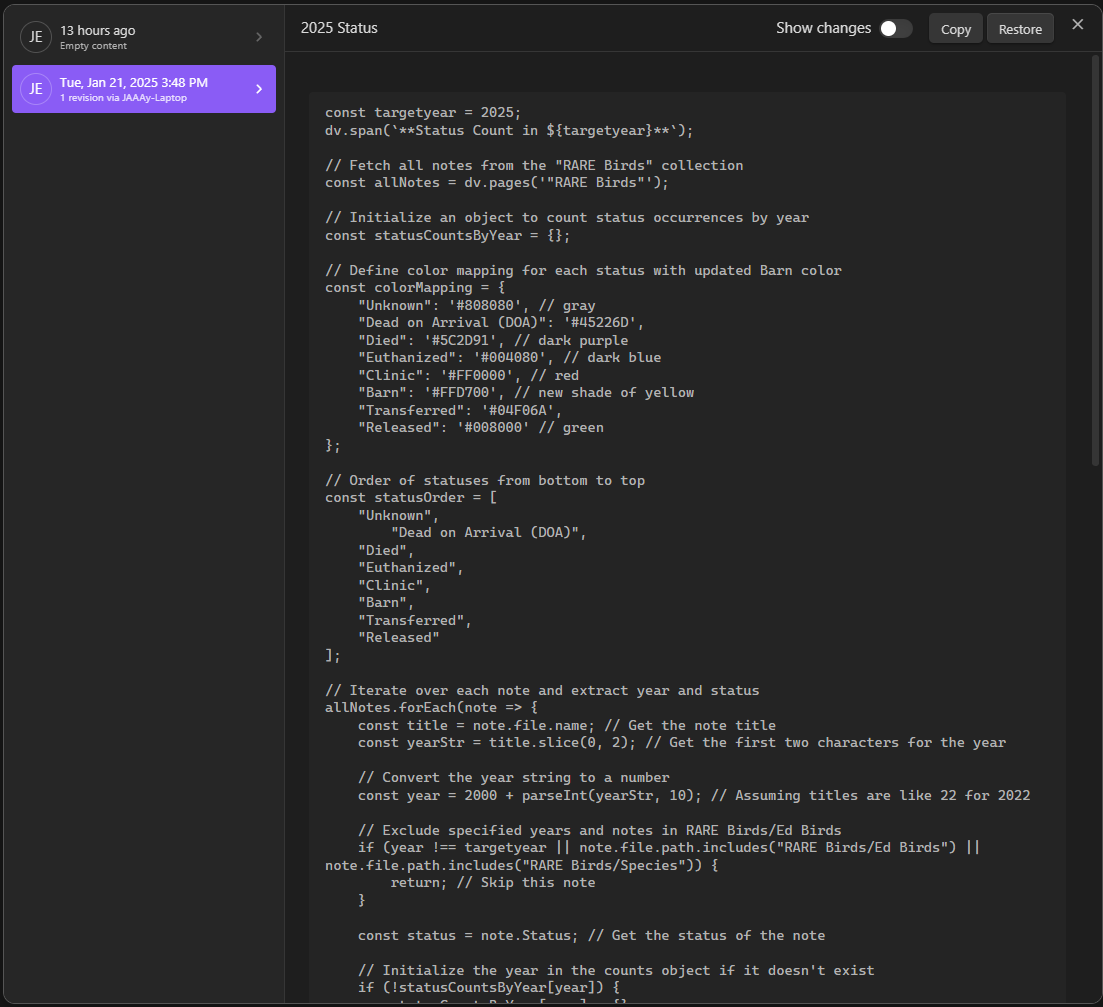 JE
13 hours ago
Empty content
JE
Tue, Jan 21, 2025 3:48 PM
1 revision via JAAAy-Laptop
2025 Status
Show changes
Copy
Restore
const targetyear = 2025;
dv.span(`**Status Count in ${targetyear}**`);
// Fetch all notes from the "RARE Birds" collection
const allNotes = dv.pages('"RARE Birds"');
// Initialize an object to count status occurrences by year
const statusCountsByYear = {};
// Define color mapping for each status with updated Barn color
const colorMapping = {
    "Unknown": '#808080', // gray
    "Dead on Arrival (DOA)": '#45226D',
    "Died": '#5C2D91', // dark purple
    "Euthanized": '#004080', // dark blue
    "Clinic": '#FF0000', // red
    "Barn": '#FFD700', // new shade of yellow
    "Transferred": '#04F06A',
    "Released": '#008000' // green
};
// Order of statuses from bottom to top
const statusOrder = [
    "Unknown",
        "Dead on Arrival (DOA)",
    "Died",
    "Euthanized",
    "Clinic",
    "Barn",
    "Transferred",
    "Released"
];
// Iterate over each note and extract year and status
allNotes.forEach(note => {
    const title = note.file.name; // Get the note title
    const yearStr = title.slice(0, 2); // Get the first two characters for the year
    // Convert the year string to a number
    const year = 2000 + parseInt(yearStr, 10); // Assuming titles are like 22 for 2022
    // Exclude specified years and notes in RARE Birds/Ed Birds
    if (year !== targetyear || note.file.path.includes("RARE Birds/Ed Birds") ||
note.file.path.includes("RARE Birds/Species")) {
        return; // Skip this note
    }
    const status = note.Status; // Get the status of the note
    // Initialize the year in the counts object if it doesn't exist
    if (!statusCountsByYear[year]) {